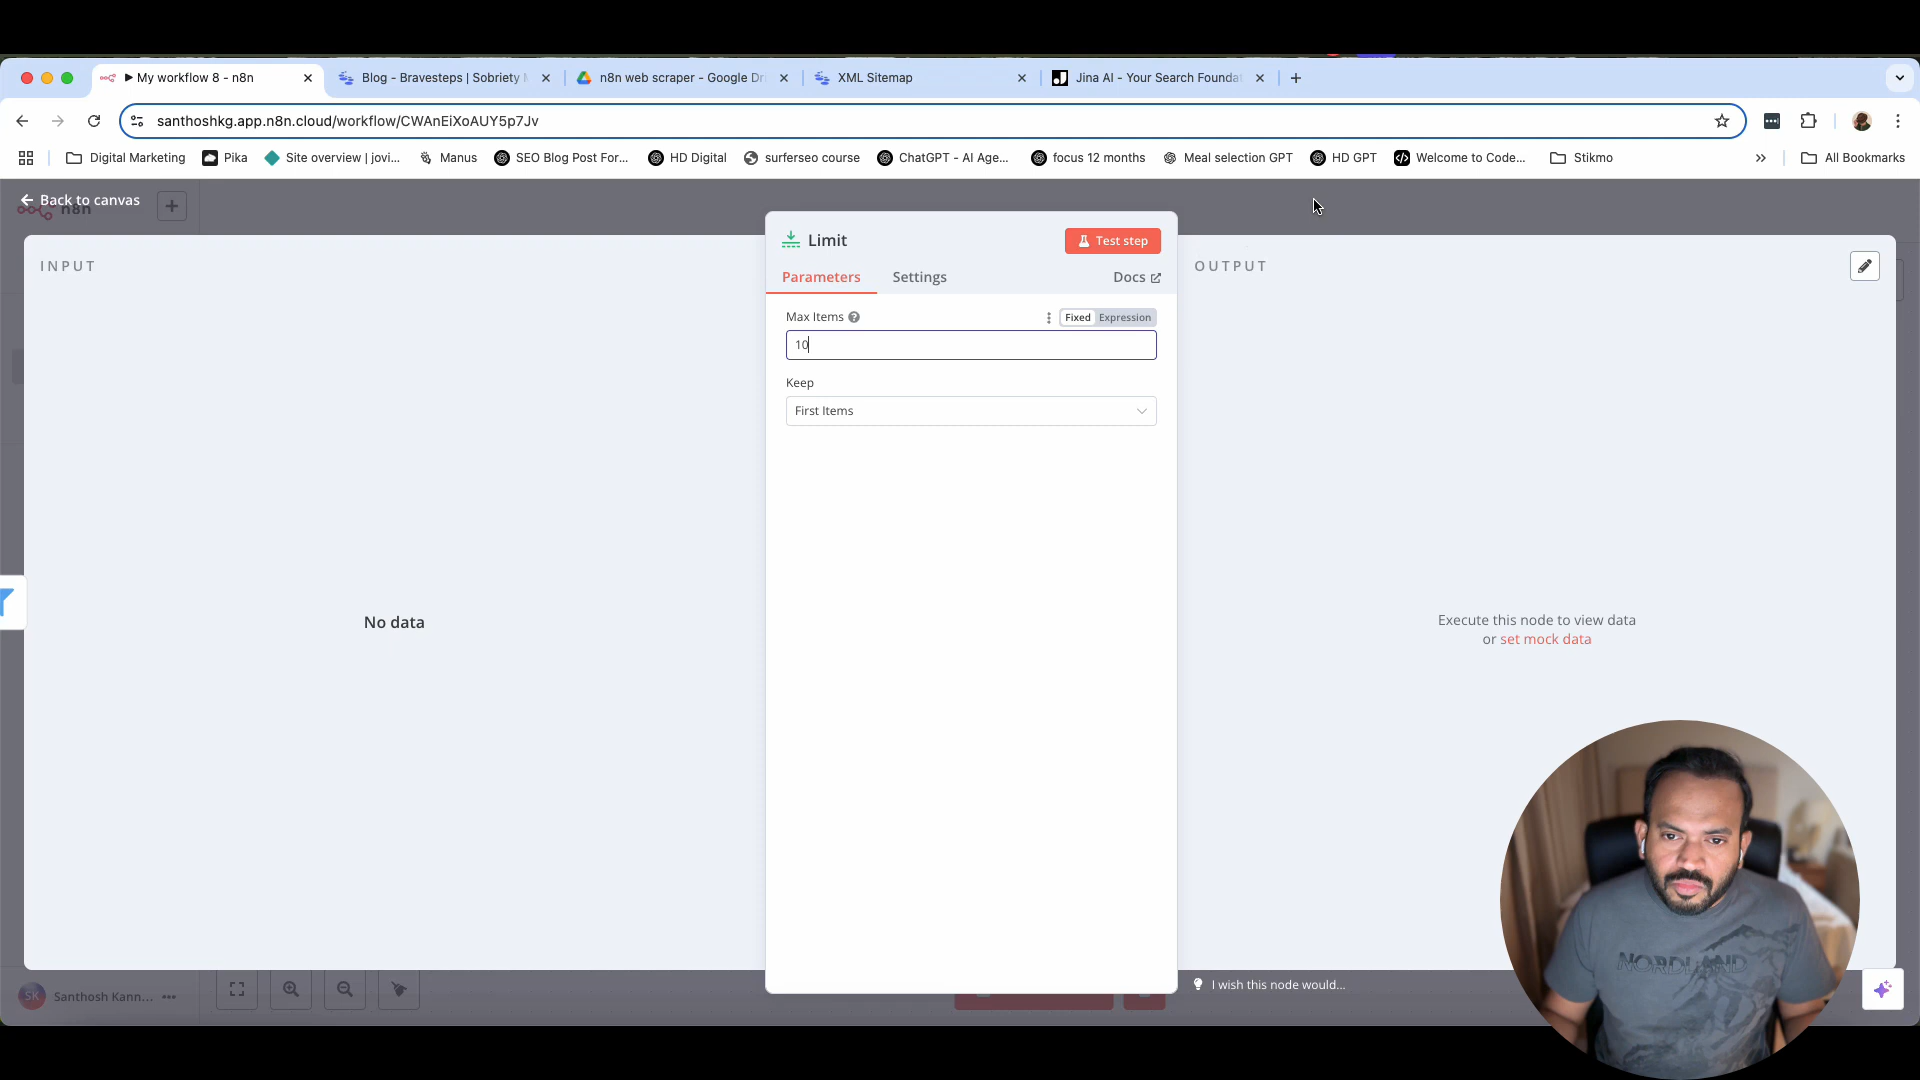 My workflow 8 - n8n
Blog - Bravesteps | Sobriety
n8n web scraper - Google Dri
XML Sitemap
Jina AI - Your Search Founda
santhoshkg.app.n8n.cloud/workflow/CWAnEiXoAUY5p7Jv
Digital Marketing
Pika
Site overview | jovi...
Manus
SEO Blog Post For...
HD Digital
surferseo course
ChatGPT - AI Age...
focus 12 months
Meal selection GPT
HD GPT
Welcome to Code...
Stikmo
All Bookmarks
Back to canvas
n8n
Limit
Test step
INPUT
OUTPUT
Parameters
Settings
Docs
Max Items
Fixed
Expression
10
Keep
First Items
No data
Execute this node to view data
or set mock data
NORDLAND
SK
Santhosh Kann...
I wish this node would...